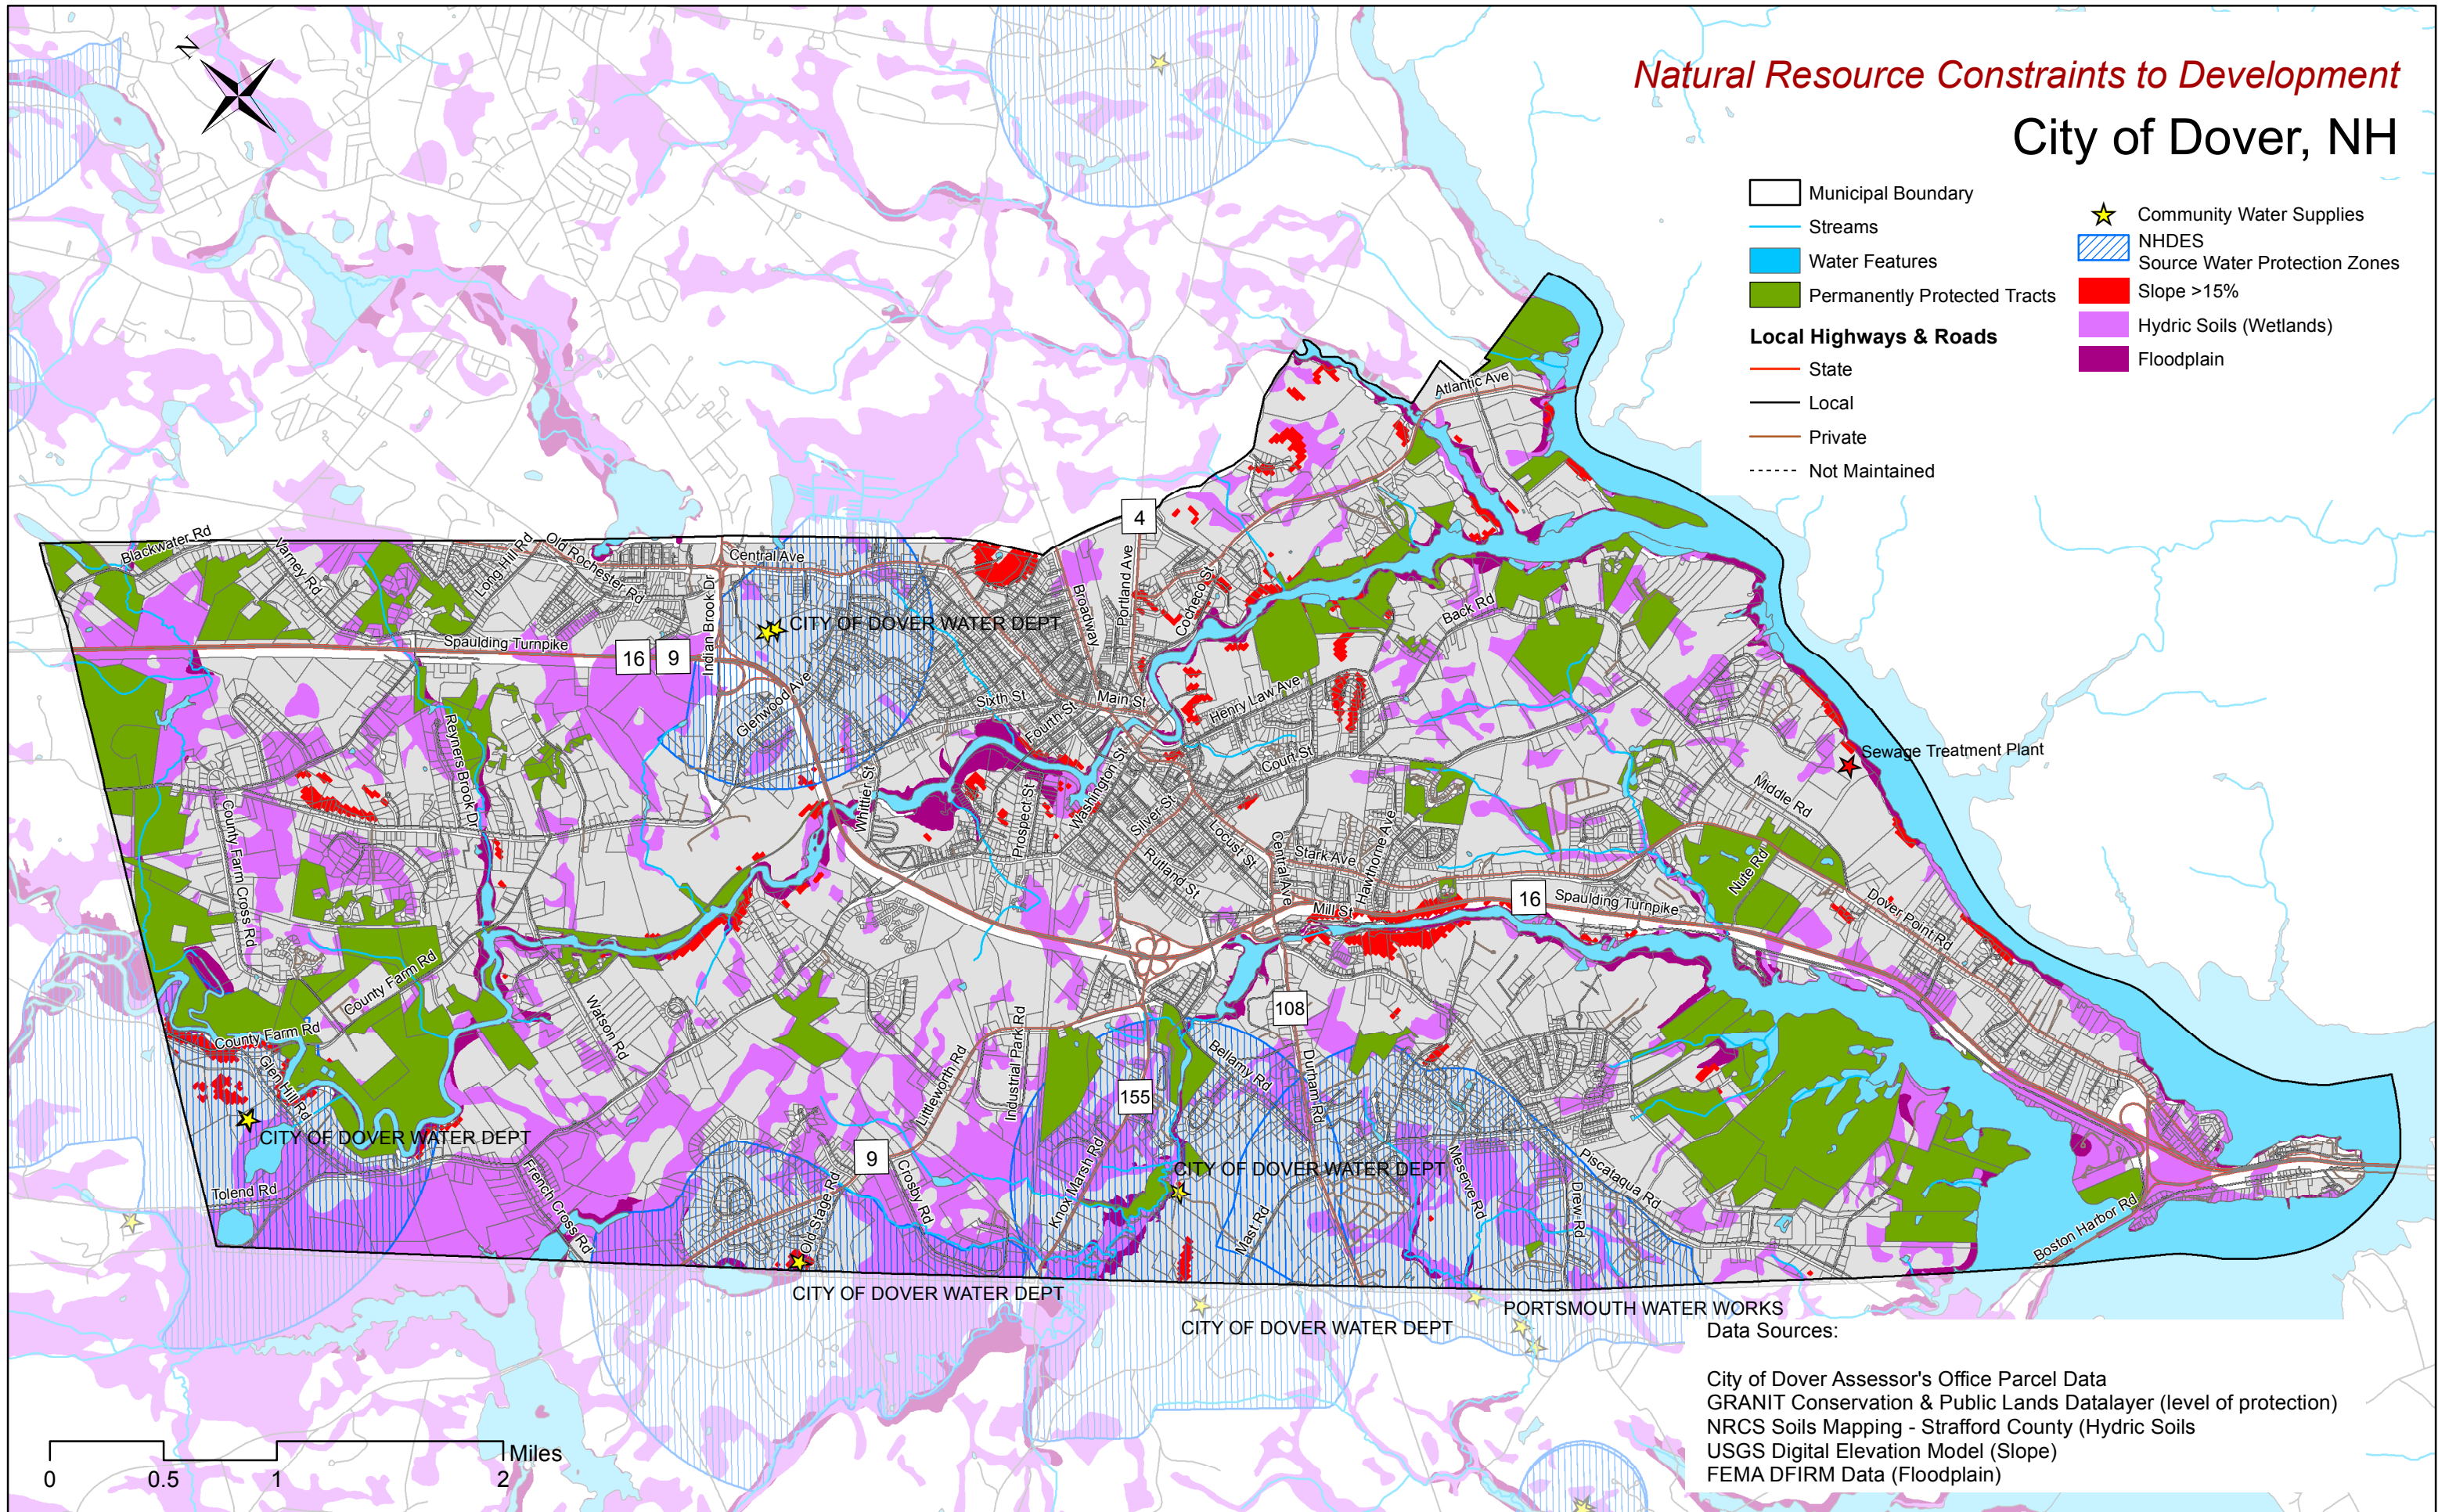 N
Natural Resource Constraints to Development
City of Dover, NH
Municipal Boundary
Streams
Water Features
Permanently Protected Tracts
Local Highways & Roads
State
Local
Private
Not Maintained
Community Water Supplies
NHDES
Source Water Protection Zones
Slope >15%
Hydric Soils (Wetlands)
Floodplain
Atlantic Ave
4
Blackwater Rd
Varney Rd
Long Hill Rd
Old Rochester Rd
Central Ave
Indian Brook Dr
Broadway
Portland Ave
Cocheco St
Back Rd
CITY OF DOVER WATER DEPT
Spaulding Turnpike
16
9
Glenwood Ave
Sixth St
Fourth St
Main St
Henry Law Ave
Reyners Brook Dr
Whittier St
Prospect St
Washington St
Court St
Silver St
Locust St
Sewage Treatment Plant
Middle Rd
County Farm Cross Rd
Rutland St
Central Ave
Stark Ave
Hawthorne Ave
Nute Rd
Mill St
16
Spaulding Turnpike
Dover Point Rd
County Farm Rd
Watson Rd
County Farm Rd
Glen Hill Rd
Industrial Park Rd
Littleworth Rd
108
Bellamy Rd
Durham Rd
155
CITY OF DOVER WATER DEPT
9
Tolend Rd
French Cross Rd
Old Stage Rd
Crosby Rd
Knox Marsh Rd
CITY OF DOVER WATER DEPT
Mast Rd
Meserve Rd
Drew Rd
Piscataqua Rd
Boston Harbor Rd
CITY OF DOVER WATER DEPT
CITY OF DOVER WATER DEPT
PORTSMOUTH WATER WORKS
Data Sources:
City of Dover Assessor's Office Parcel Data
GRANIT Conservation & Public Lands Datalayer (level of protection)
NRCS Soils Mapping - Strafford County (Hydric Soils
USGS Digital Elevation Model (Slope)
FEMA DFIRM Data (Floodplain)
Miles
0 0.5 1 2